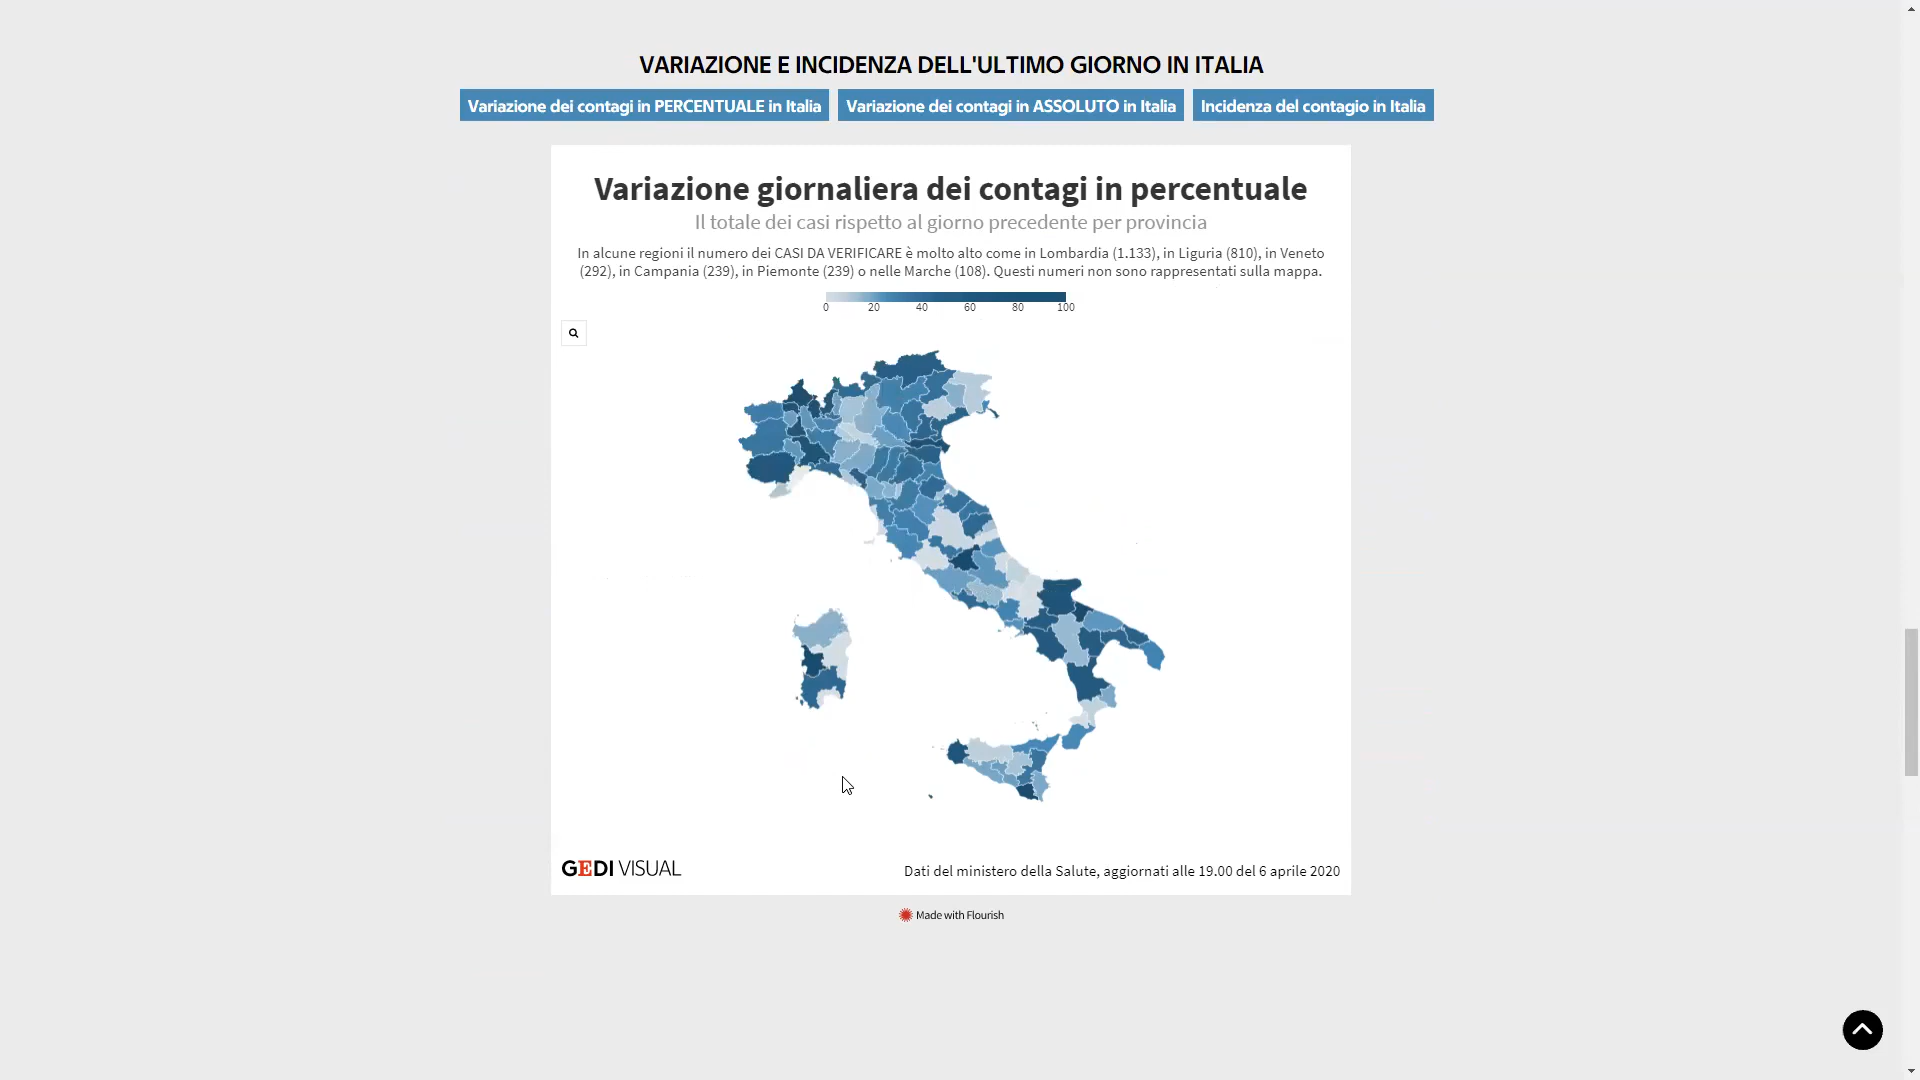 VARIAZIONE E INCIDENZA DELL'ULTIMO GIORNO IN ITALIA
Variazione dei contagi in PERCENTUALE in Italia
Variazione dei contagi in ASSOLUTO in Italia
Incidenza del contagio in Italia
Variazione giornaliera dei contagi in percentuale
Il totale dei casi rispetto al giorno precedente per provincia
In alcune regioni il numero dei CASI DA VERIFICARE è molto alto come in Lombardia (1.133), in Liguria (810), in Veneto
(292), in Campania (239), in Piemonte (239) o nelle Marche (108). Questi numeri non sono rappresentati sulla mappa.
0 20 40 60 80 100
GEDI VISUAL
Dati del ministero della Salute, aggiornati alle 19.00 del 6 aprile 2020
Made with Flourish